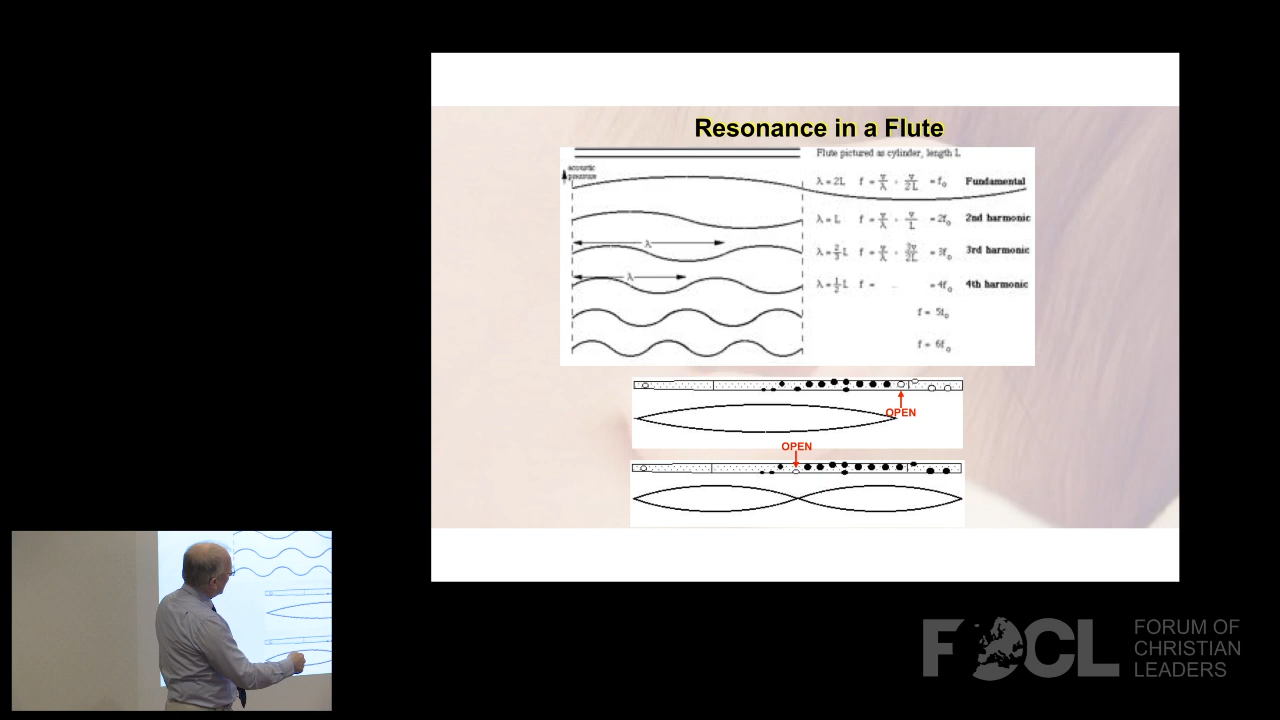 Resonance in a Flute
Flute pictured as cylinder, length L
acoustic
pressure
λ = 2L f = v/λ = v/2L = f₀ Fundamental
λ = L f = v/λ = v/L = 2f₀ 2nd harmonic
λ
λ = 2/3 L f = v/λ = 3v/2L = 3f₀ 3rd harmonic
λ
λ = 1/2 L f = = 4f₀ 4th harmonic
f = 5f₀
f = 6f₀
OPEN
OPEN
FOCL
FORUM OF
CHRISTIAN
LEADERS